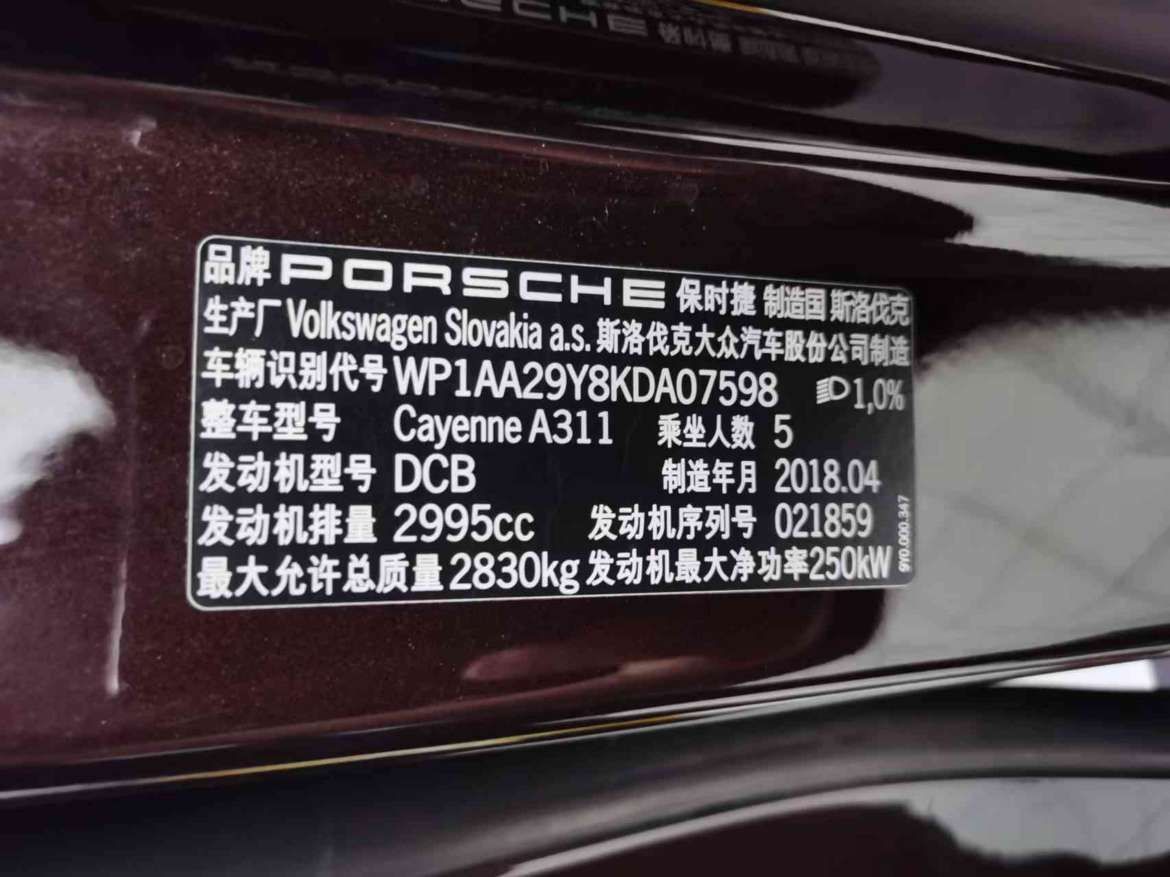 品牌 PORSCHE 保时捷 制造国 斯洛伐克
生产厂 Volkswagen Slovakia a.s. 斯洛伐克大众汽车股份公司制造
车辆识别代号 WP1AA29Y8KDA07598 1,0%
整车型号 Cayenne A311 乘坐人数 5
发动机型号 DCB 制造年月 2018.04
发动机排量 2995cc 发动机序列号 021859
最大允许总质量 2830kg 发动机最大净功率 250kW
9Y0.000.347